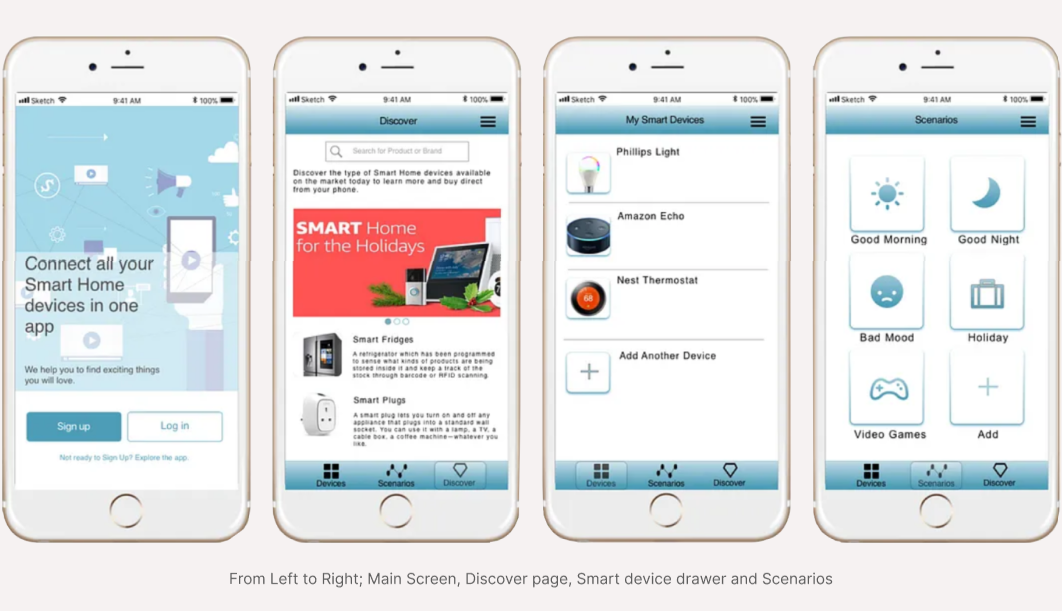 Sketch 9:41 AM 100%
Connect all your
Smart Home
devices in one
app
We help you to find exciting things
you will love.
Sign up Log in
Not ready to Sign Up? Explore the app.
Sketch 9:41 AM 100%
Discover
Search for Product or Brand
Discover the type of Smart Home devices available
on the market today to learn more and buy direct
from your phone.
SMART Home
for the Holidays
Smart Fridges
A refrigerator which has been programmed
to sense what kinds of products are being
stored inside it and keep a track of the
stock through barcode or RFID scanning.
Smart Plugs
A smart plug lets you turn on and off any
appliance that plugs into a standard wall
socket. You can use it with a lamp, a TV, a
cable box, a coffee machine—whatever you
like.
Devices Scenarios Discover
Sketch 9:41 AM 100%
My Smart Devices
Phillips Light
Amazon Echo
Nest Thermostat
68
Add Another Device
Devices Scenarios Discover
Sketch 9:41 AM 100%
Scenarios
Good Morning Good Night
Bad Mood Holiday
Video Games Add
Devices Scenarios Discover
From Left to Right; Main Screen, Discover page, Smart device drawer and Scenarios